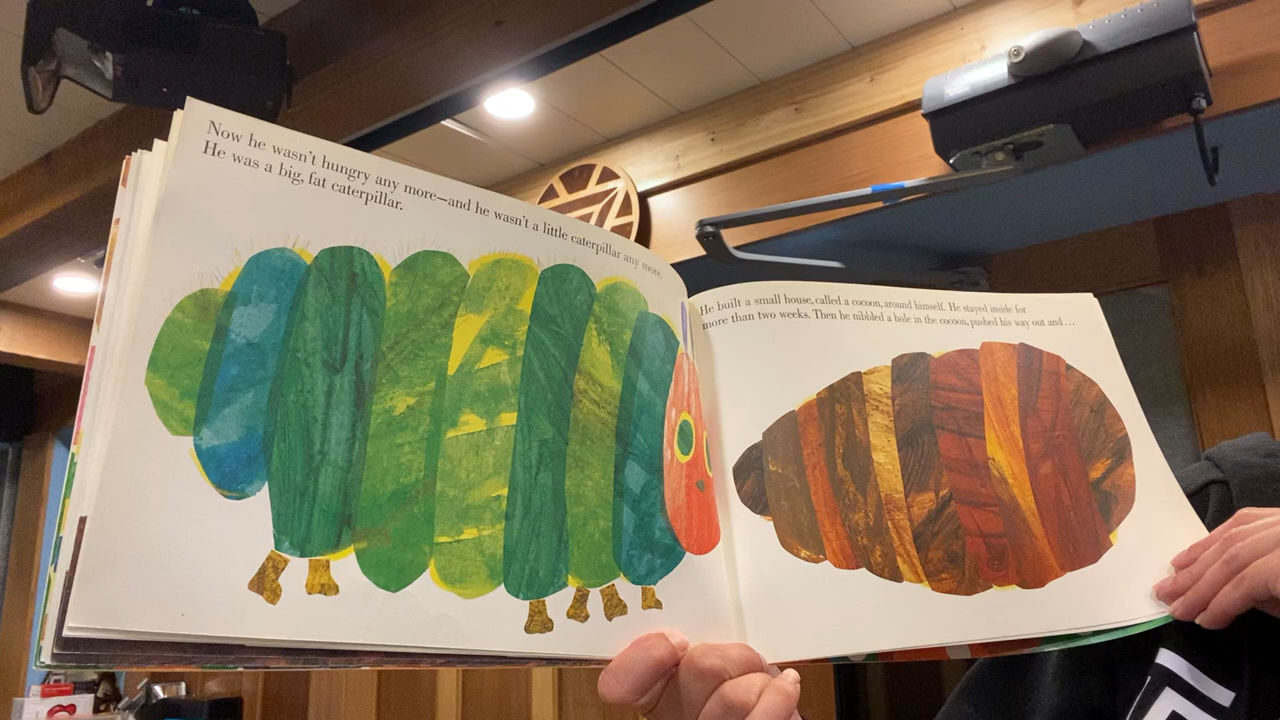 Now he wasn't hungry any more—and he wasn't a little caterpillar any more.
He was a big, fat caterpillar.
He built a small house, called a cocoon, around himself. He stayed inside for
more than two weeks. Then he nibbled a hole in the cocoon, pushed his way out and . . .